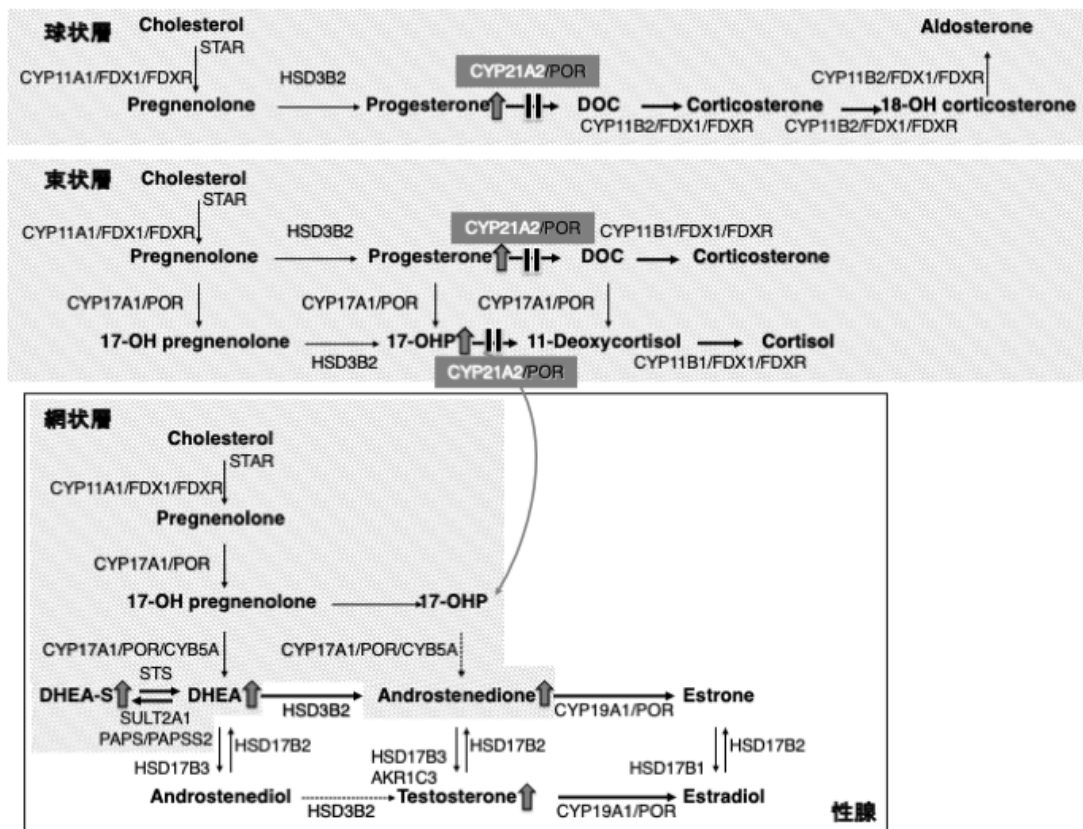 球状層
Cholesterol
STAR
CYP11A1/FDX1/FDXR
Pregnenolone
HSD3B2
Progesterone
CYP21A2/POR
DOC
CYP11B2/FDX1/FDXR
Corticosterone
CYP11B2/FDX1/FDXR
18-OH corticosterone
CYP11B2/FDX1/FDXR
Aldosterone
束状層
Cholesterol
STAR
CYP11A1/FDX1/FDXR
Pregnenolone
HSD3B2
Progesterone
CYP21A2/POR
DOC
CYP11B1/FDX1/FDXR
Corticosterone
CYP17A1/POR
CYP17A1/POR
CYP17A1/POR
17-OH pregnenolone
HSD3B2
17-OHP
CYP21A2/POR
11-Deoxycortisol
CYP11B1/FDX1/FDXR
Cortisol
網状層
Cholesterol
STAR
CYP11A1/FDX1/FDXR
Pregnenolone
CYP17A1/POR
17-OH pregnenolone
17-OHP
CYP17A1/POR/CYB5A
CYP17A1/POR/CYB5A
STS
DHEA-S
DHEA
SULT2A1
PAPS/PAPSS2
HSD3B2
Androstenedione
CYP19A1/POR
Estrone
HSD17B3
HSD17B2
HSD17B3
AKR1C3
HSD17B2
HSD17B1
HSD17B2
Androstenediol
HSD3B2
Testosterone
CYP19A1/POR
Estradiol
性腺